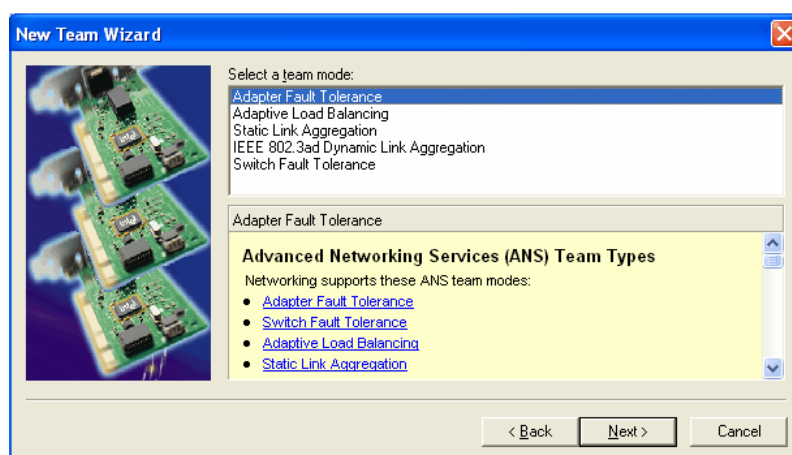 New Team Wizard
Select a team mode:
Adapter Fault Tolerance
Adaptive Load Balancing
Static Link Aggregation
IEEE 802.3ad Dynamic Link Aggregation
Switch Fault Tolerance
Adapter Fault Tolerance
Advanced Networking Services (ANS) Team Types
Networking supports these ANS team modes:
• Adapter Fault Tolerance
• Switch Fault Tolerance
• Adaptive Load Balancing
• Static Link Aggregation
< Back
Next >
Cancel
intel